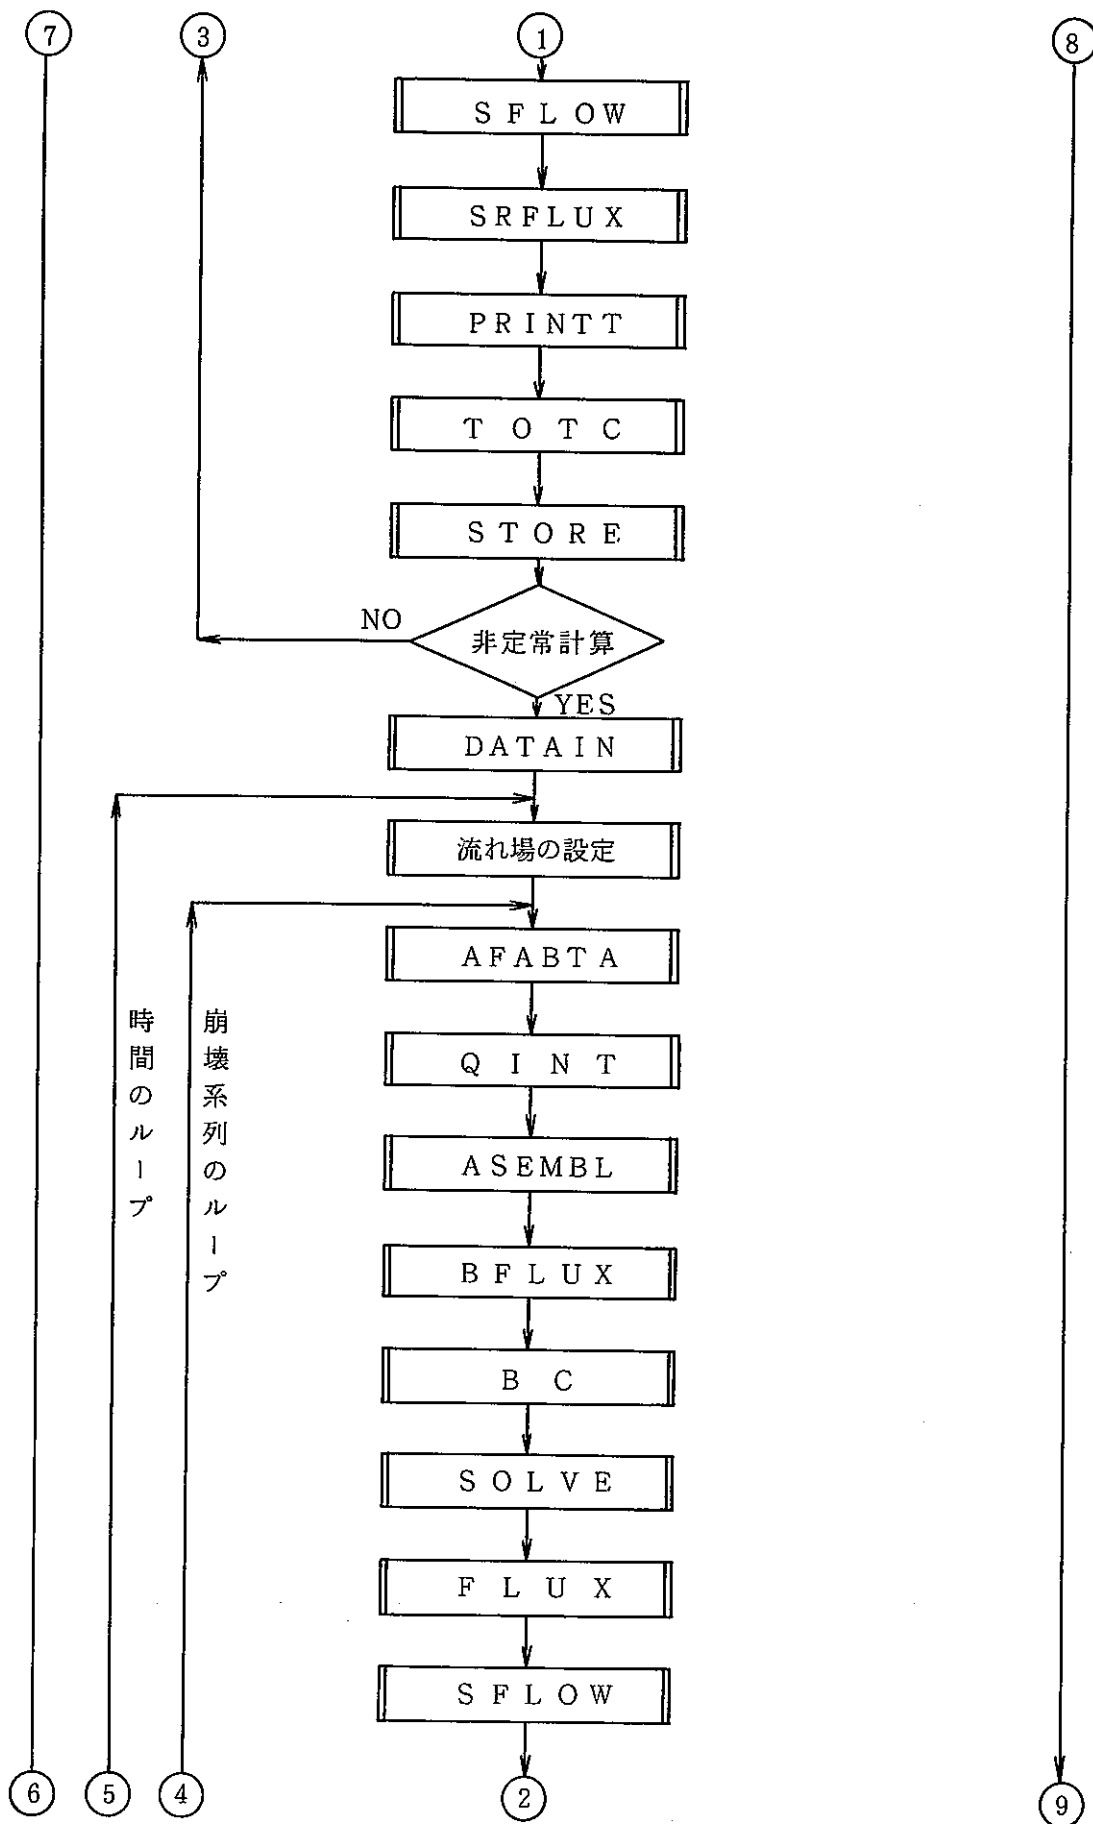 ⑦ ③ ① ⑧
SFLOW
SRFLUX
PRINTT
TOTC
STORE
NO
非定常計算
YES
DATAIN
流れ場の設定
AFABTA
時間のループ
崩壊系列のループ
QINT
ASEMBL
BFLUX
BC
SOLVE
FLUX
SFLOW
⑥ ⑤ ④ ② ⑨